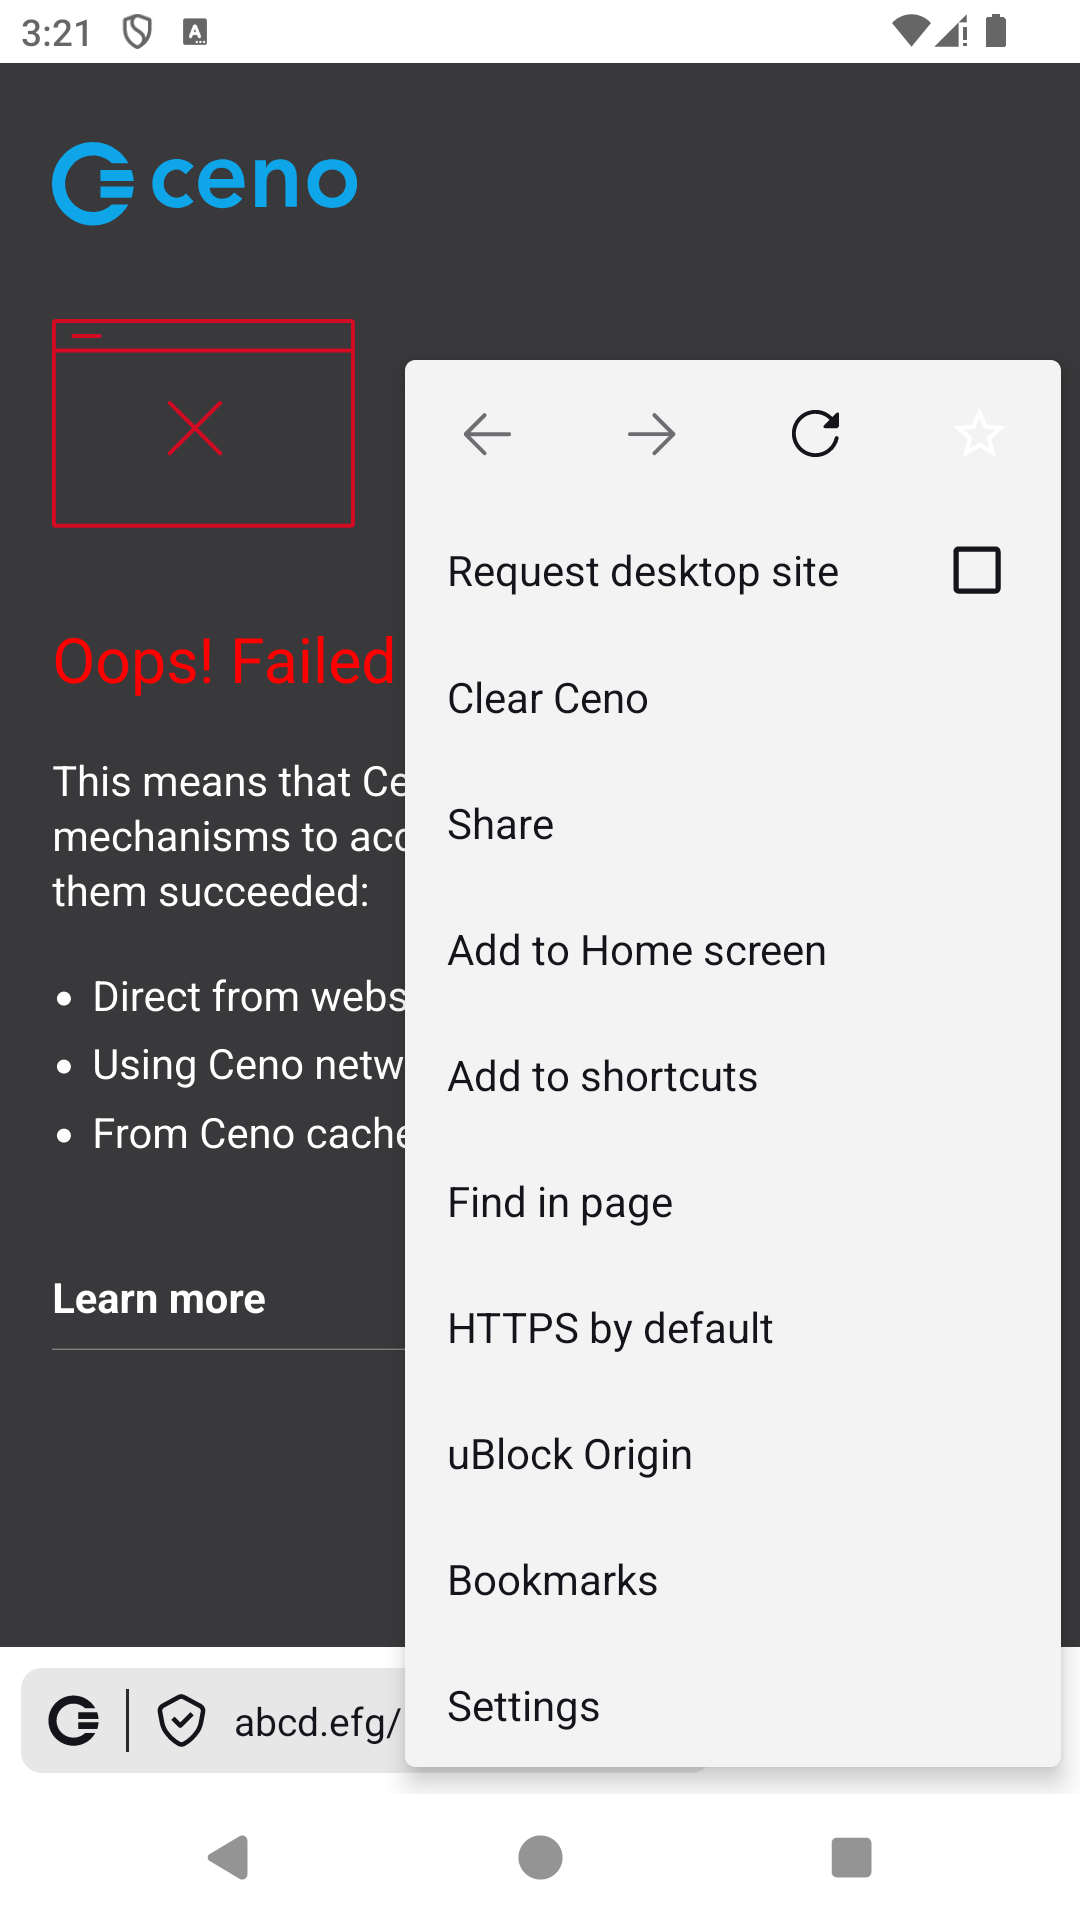 3:21
ceno
Oops! Failed
This means that Ce
mechanisms to acc
them succeeded:
Direct from webs
Using Ceno netw
From Ceno cache
Learn more
Request desktop site
Clear Ceno
Share
Add to Home screen
Add to shortcuts
Find in page
HTTPS by default
uBlock Origin
Bookmarks
Settings
abcd.efg/